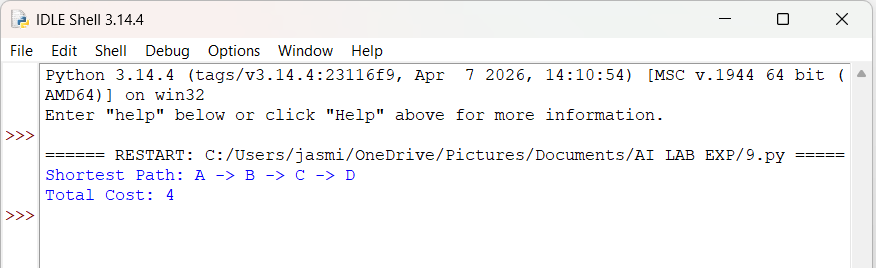 IDLE Shell 3.14.4
File Edit Shell Debug Options Window Help
Python 3.14.4 (tags/v3.14.4:23116f9, Apr  7 2026, 14:10:54) [MSC v.1944 64 bit (
AMD64)] on win32
Enter "help" below or click "Help" above for more information.
>>>
====== RESTART: C:/Users/jasmi/OneDrive/Pictures/Documents/AI LAB EXP/9.py =====
Shortest Path: A -> B -> C -> D
Total Cost: 4
>>>